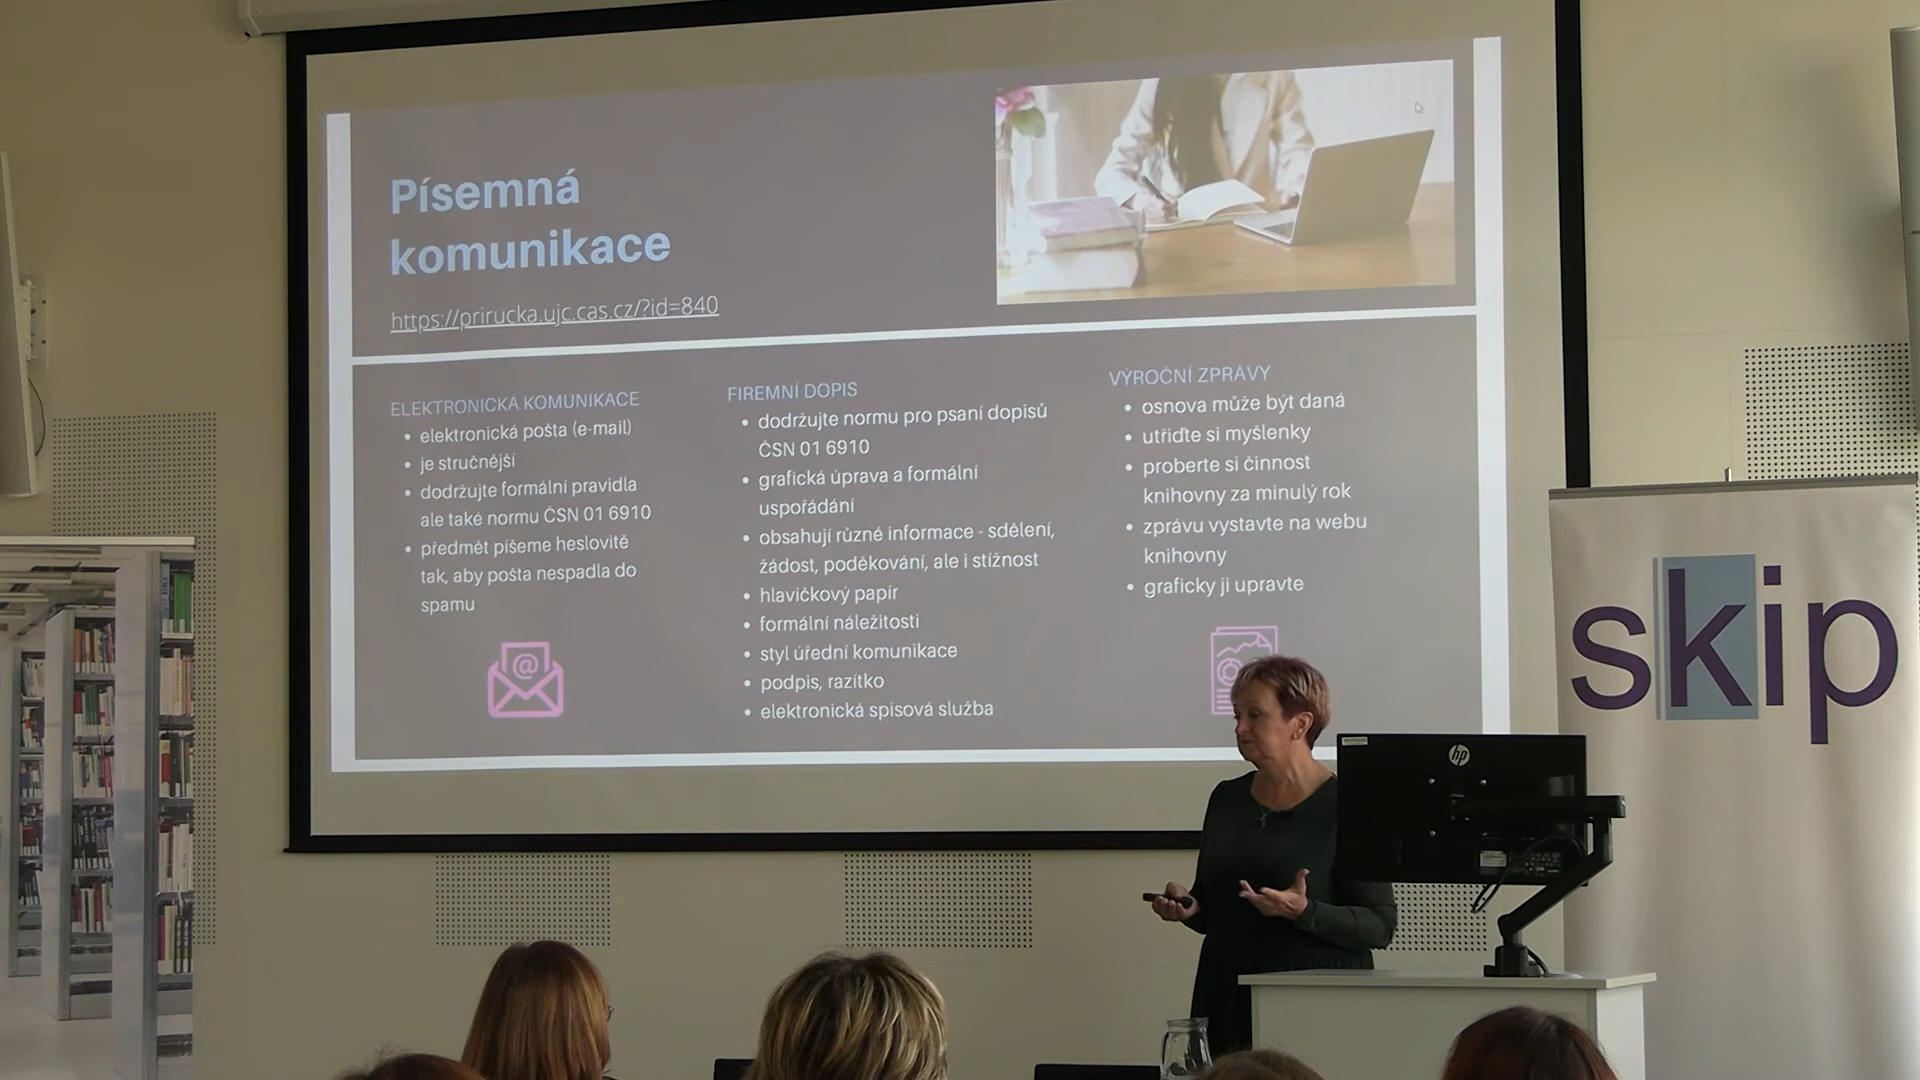 Písemná
komunikace
https://prirucka.ujc.cas.cz/?id=840
ELEKTRONICKÁ KOMUNIKACE
• elektronická pošta (e-mail)
• je stručnější
• dodržujte formální pravidla
ale také normu ČSN 01 6910
• předmět píšeme heslovitě
tak, aby pošta nespadla do
spamu
@
FIREMNÍ DOPIS
• dodržujte normu pro psaní dopisů
ČSN 01 6910
• grafická úprava a formální
uspořádání
• obsahují různé informace - sdělení,
žádost, poděkování, ale i stížnost
• hlavičkový papír
• formální náležitosti
• styl úřední komunikace
• podpis, razítko
• elektronická spisová služba
VÝROČNÍ ZPRÁVY
• osnova může být daná
• utřiďte si myšlenky
• proberte si činnost
knihovny za minulý rok
• zprávu vystavte na webu
knihovny
• graficky ji upravte
skip
hp